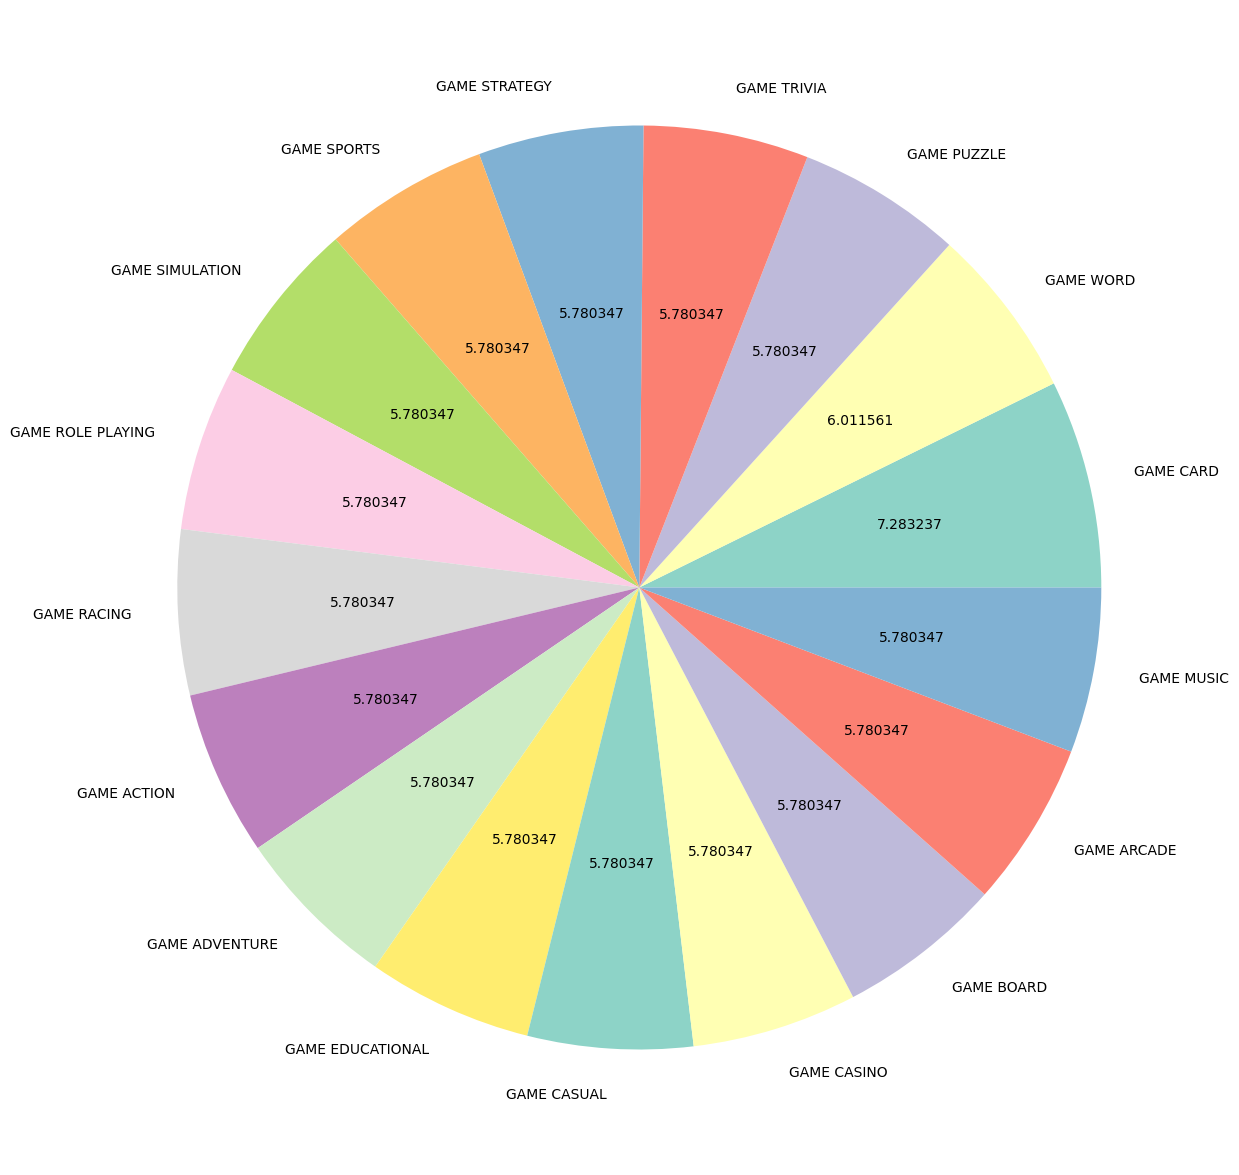 GAME STRATEGY
GAME TRIVIA
GAME SPORTS
GAME PUZZLE
GAME SIMULATION
GAME WORD
5.780347
5.780347
5.780347
5.780347
5.780347
6.011561
GAME ROLE PLAYING
GAME CARD
5.780347
7.283237
5.780347
GAME RACING
5.780347
GAME MUSIC
5.780347
5.780347
GAME ACTION
5.780347
5.780347
5.780347
GAME ARCADE
5.780347
5.780347
GAME ADVENTURE
GAME BOARD
GAME EDUCATIONAL
GAME CASINO
GAME CASUAL